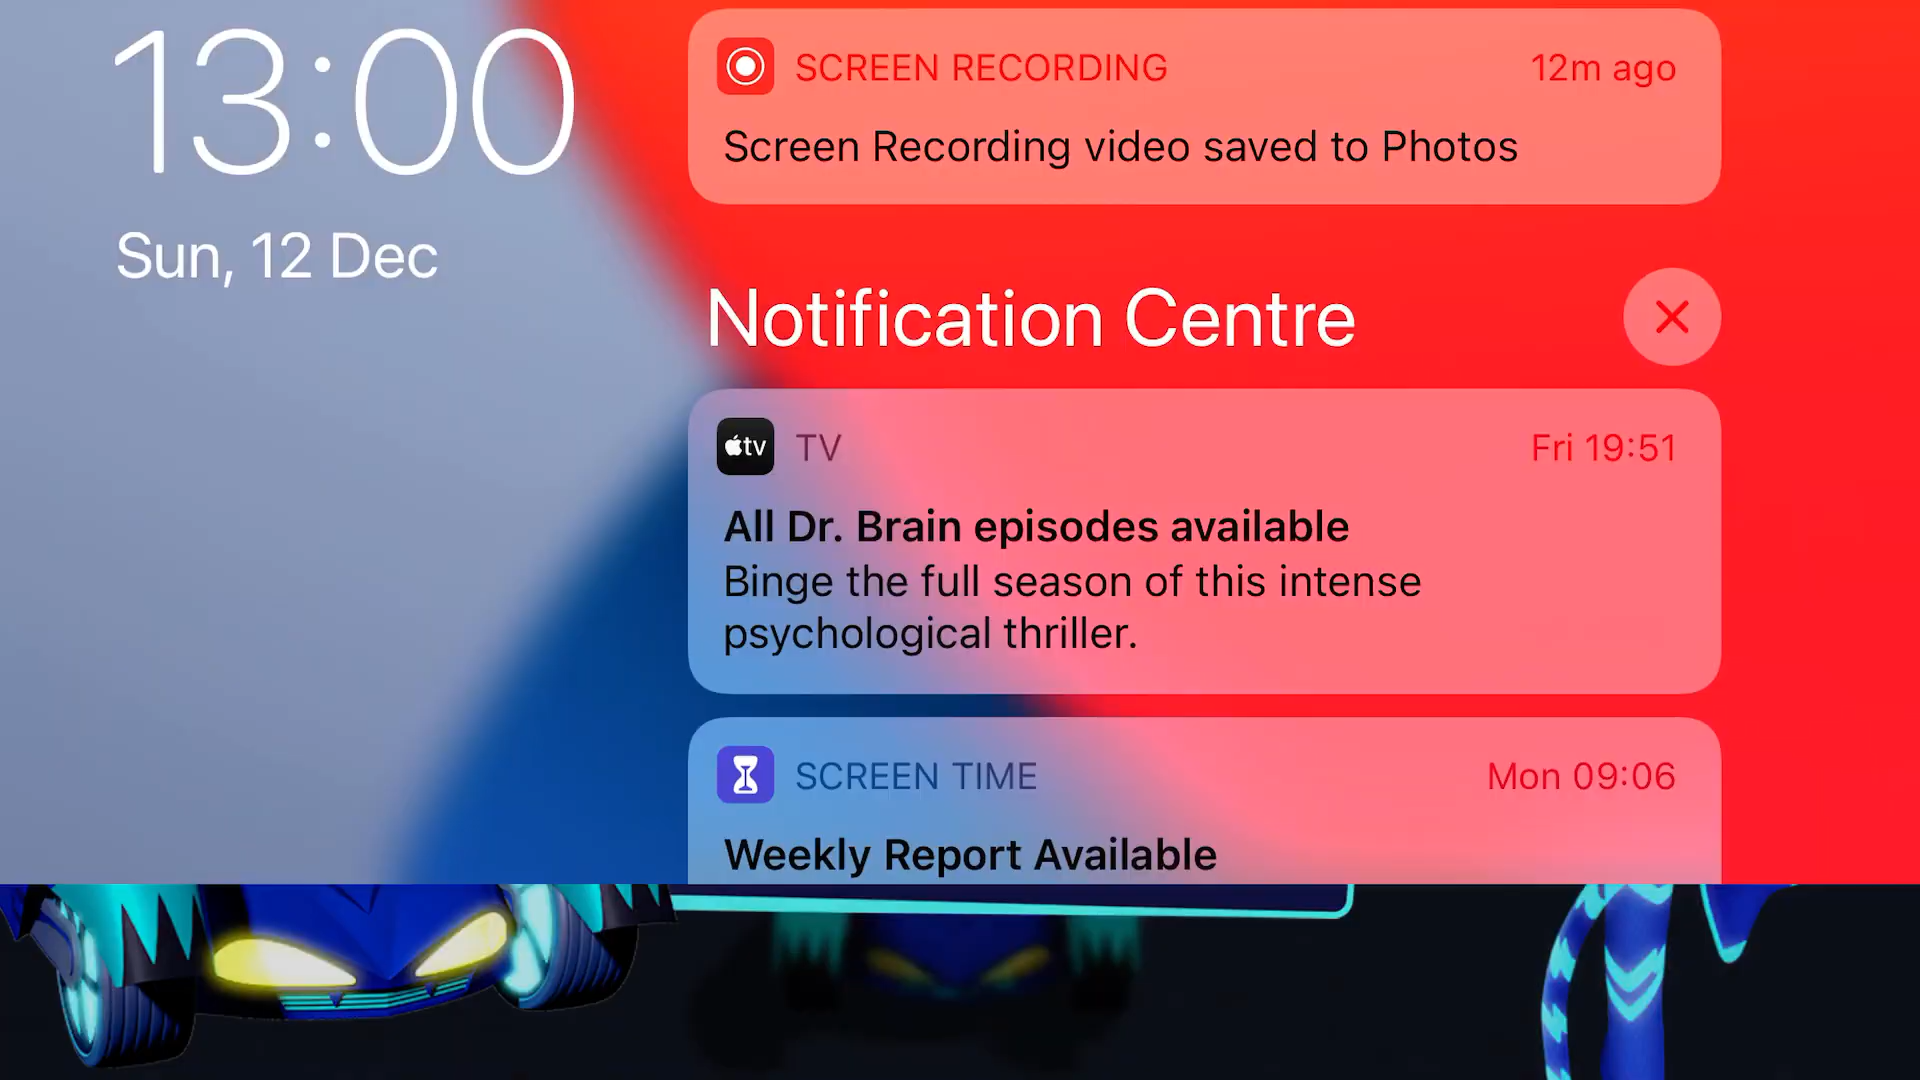 13:00
Sun, 12 Dec
SCREEN RECORDING
12m ago
Screen Recording video saved to Photos
Notification Centre
tv
TV
Fri 19:51
All Dr. Brain episodes available
Binge the full season of this intense
psychological thriller.
SCREEN TIME
Mon 09:06
Weekly Report Available